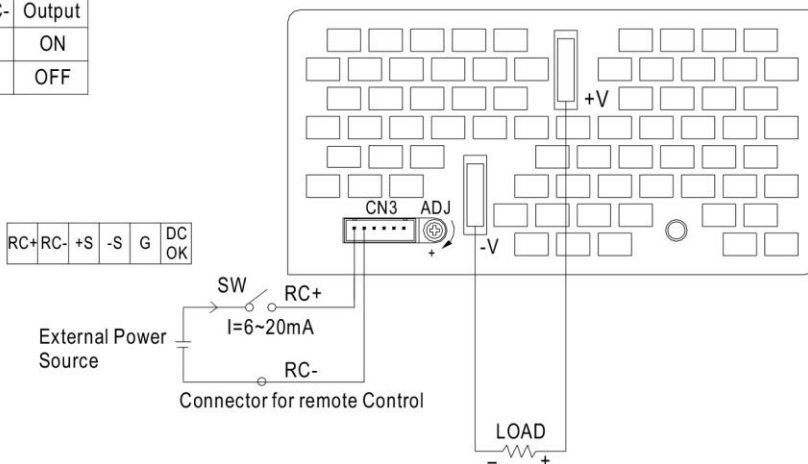 Output
ON
OFF
+V
CN3 ADJ
+
-V
RC+ RC- +S -S G DC OK
SW RC+
I=6~20mA
External Power
Source
RC-
Connector for remote Control
LOAD
- +